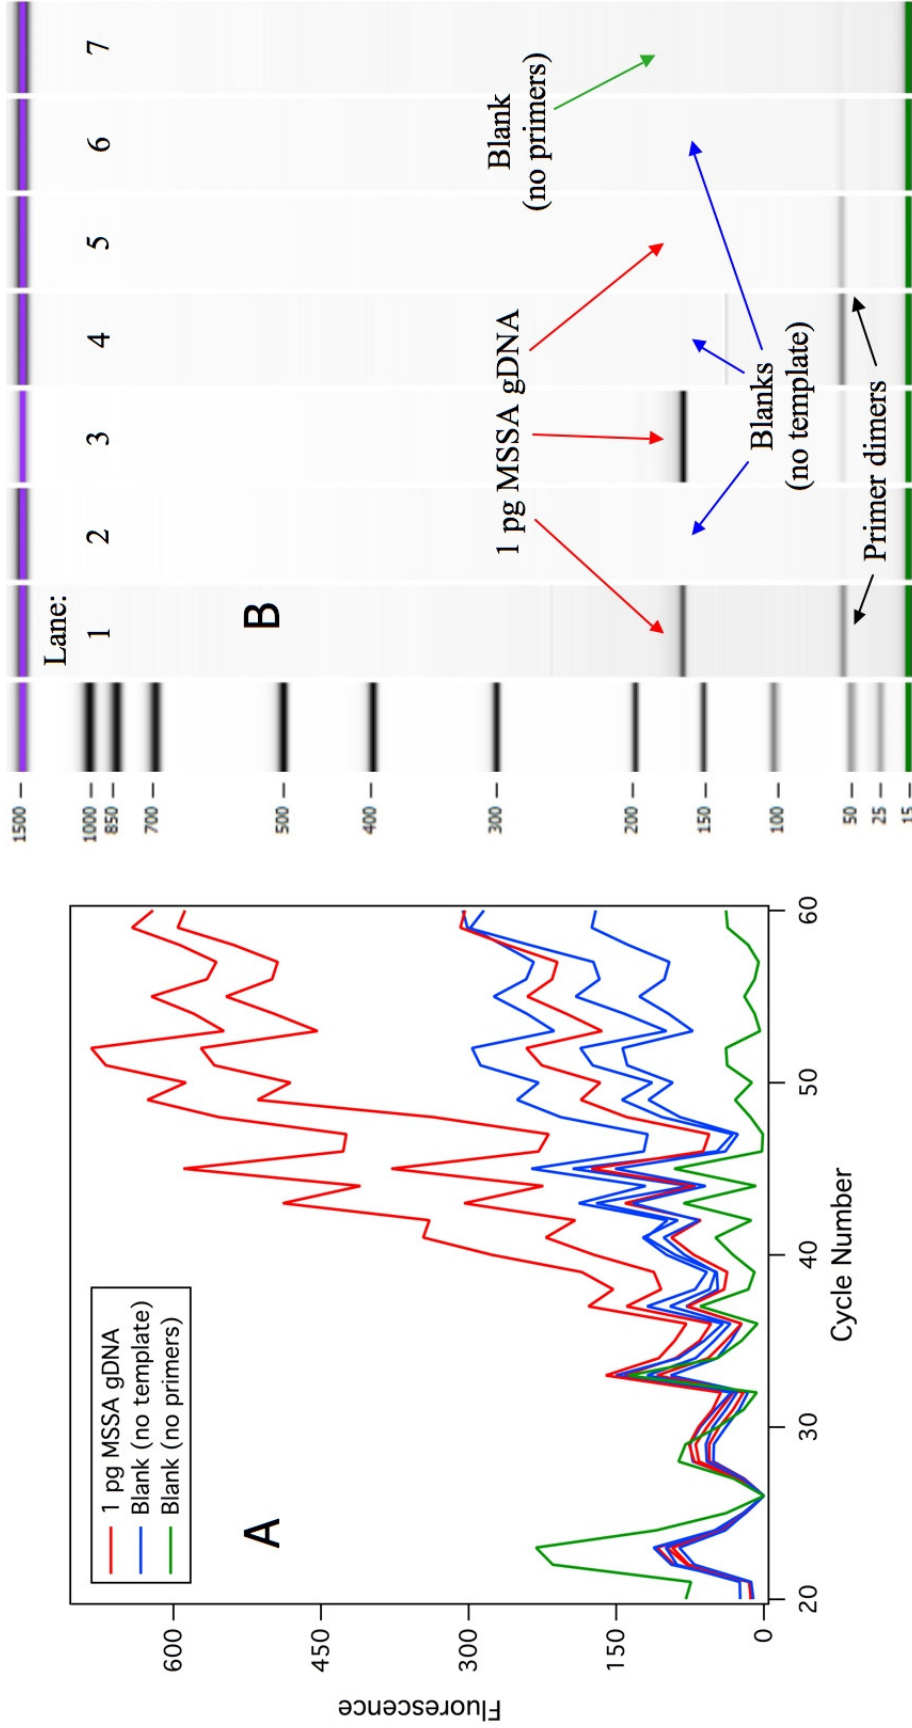 A
1 pg MSSA gDNA
Blank (no template)
Blank (no primers)
Fluorescence
600
450
300
150
0
20
30
40
50
60
Cycle Number
B
Lane:
1
2
3
4
5
6
7
1500
1000
850
700
500
400
300
200
150
100
50
25
15
1 pg MSSA gDNA
Blank
(no primers)
Blanks
(no template)
Primer dimers